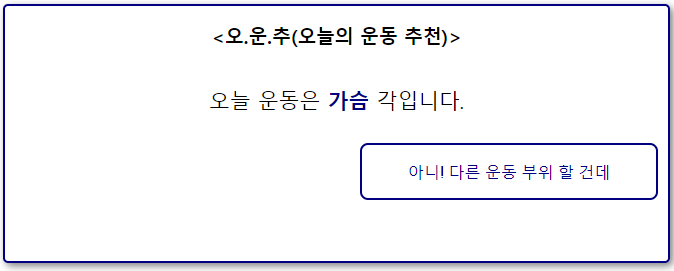 <오.운.추(오늘의 운동 추천)>
오늘 운동은 가슴 각입니다.
아니! 다른 운동 부위 할 건데